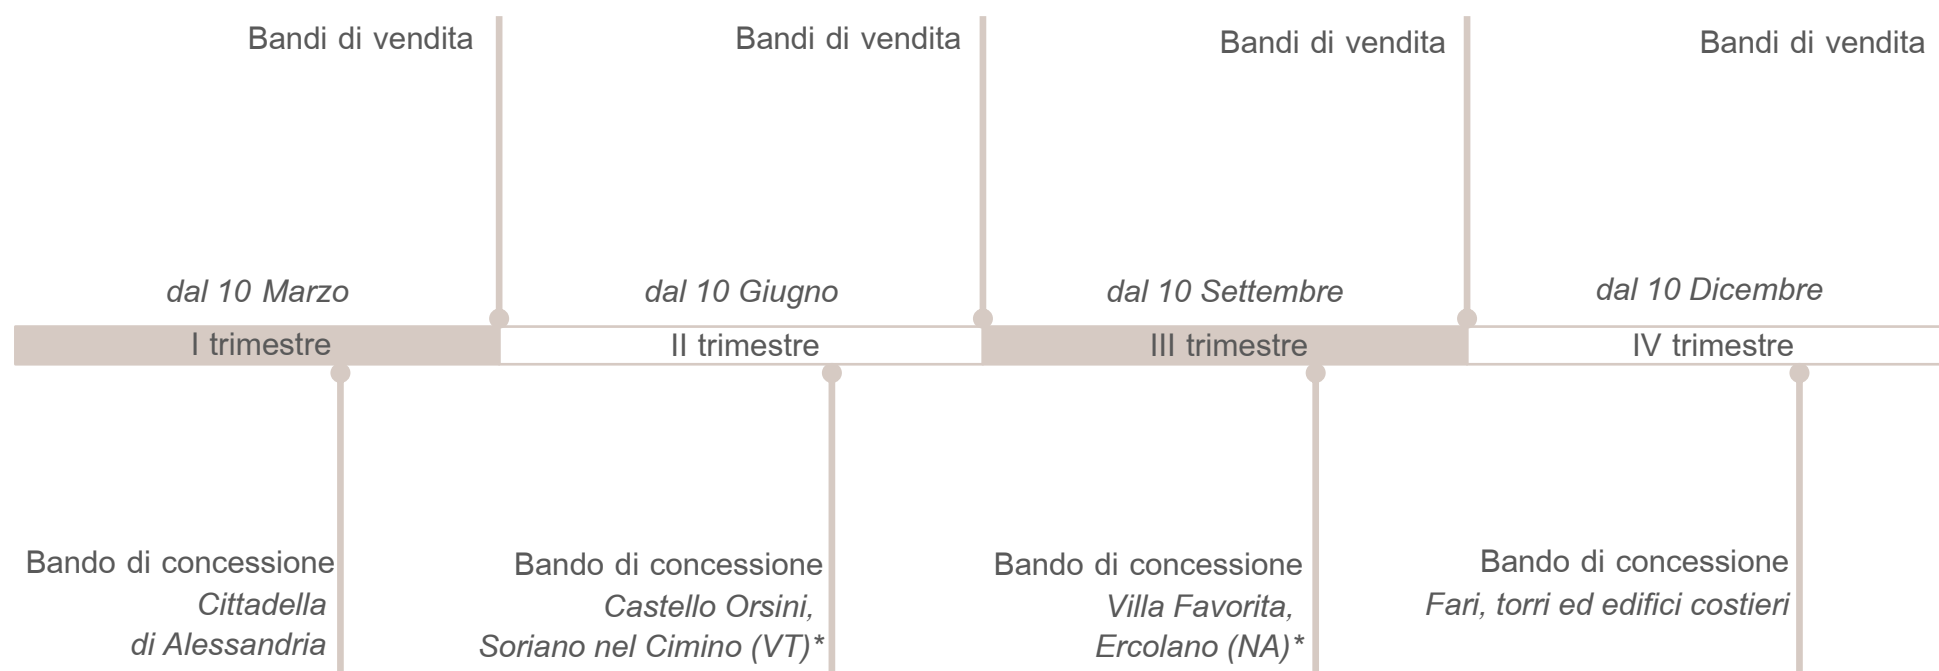 Bandi di vendita
Bandi di vendita
Bandi di vendita
Bandi di vendita
dal 10 Marzo
dal 10 Giugno
dal 10 Settembre
dal 10 Dicembre
I trimestre
II trimestre
III trimestre
IV trimestre
Bando di concessione
Cittadella
di Alessandria
Bando di concessione
Castello Orsini,
Soriano nel Cimino (VT)*
Bando di concessione
Villa Favorita,
Ercolano (NA)*
Bando di concessione
Fari, torri ed edifici costieri